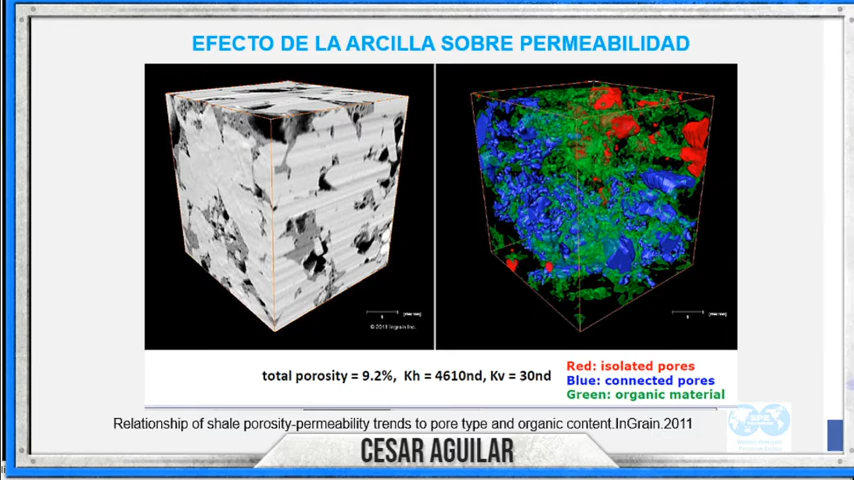 EFECTO DE LA ARCILLA SOBRE PERMEABILIDAD
© 2011 Ingrain Inc.
total porosity = 9.2%, Kh = 4610nd, Kv = 30nd
Red: isolated pores
Blue: connected pores
Green: organic material
Relationship of shale porosity-permeability trends to pore type and organic content.InGrain.2011
CESAR AGUILAR